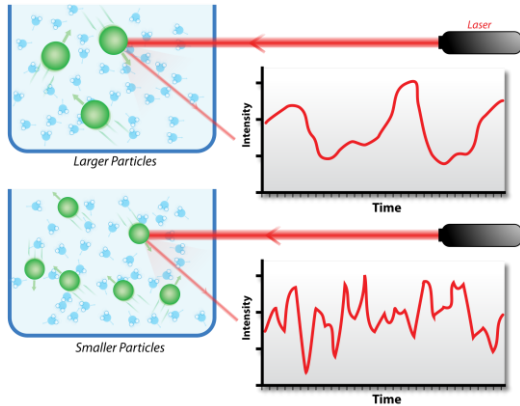 Laser
Intensity
Time
Larger Particles
Intensity
Time
Smaller Particles